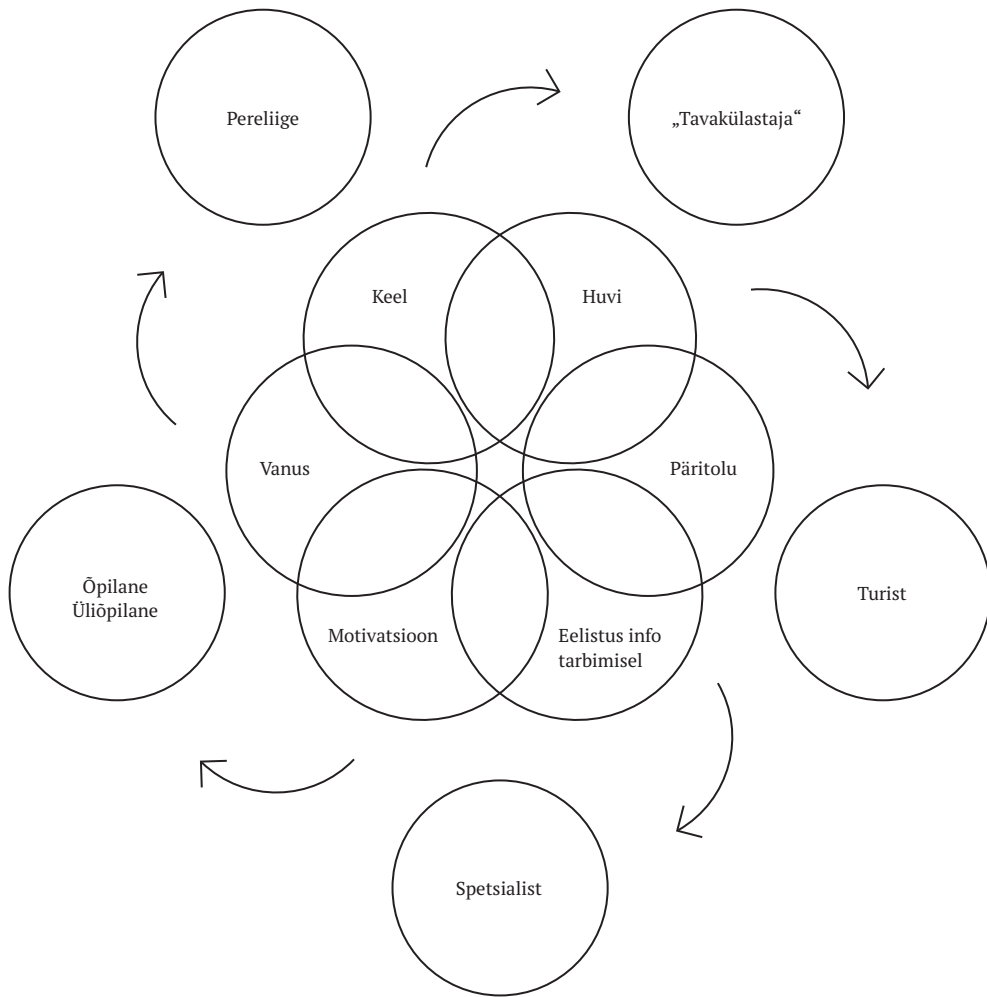 Pereliige
„Tavakülastaja“
Keel
Huvi
Vanus
Päritolu
Õpilane
Üliõpilane
Turist
Motivatsioon
Eelistus info
tarbimisel
Spetsialist